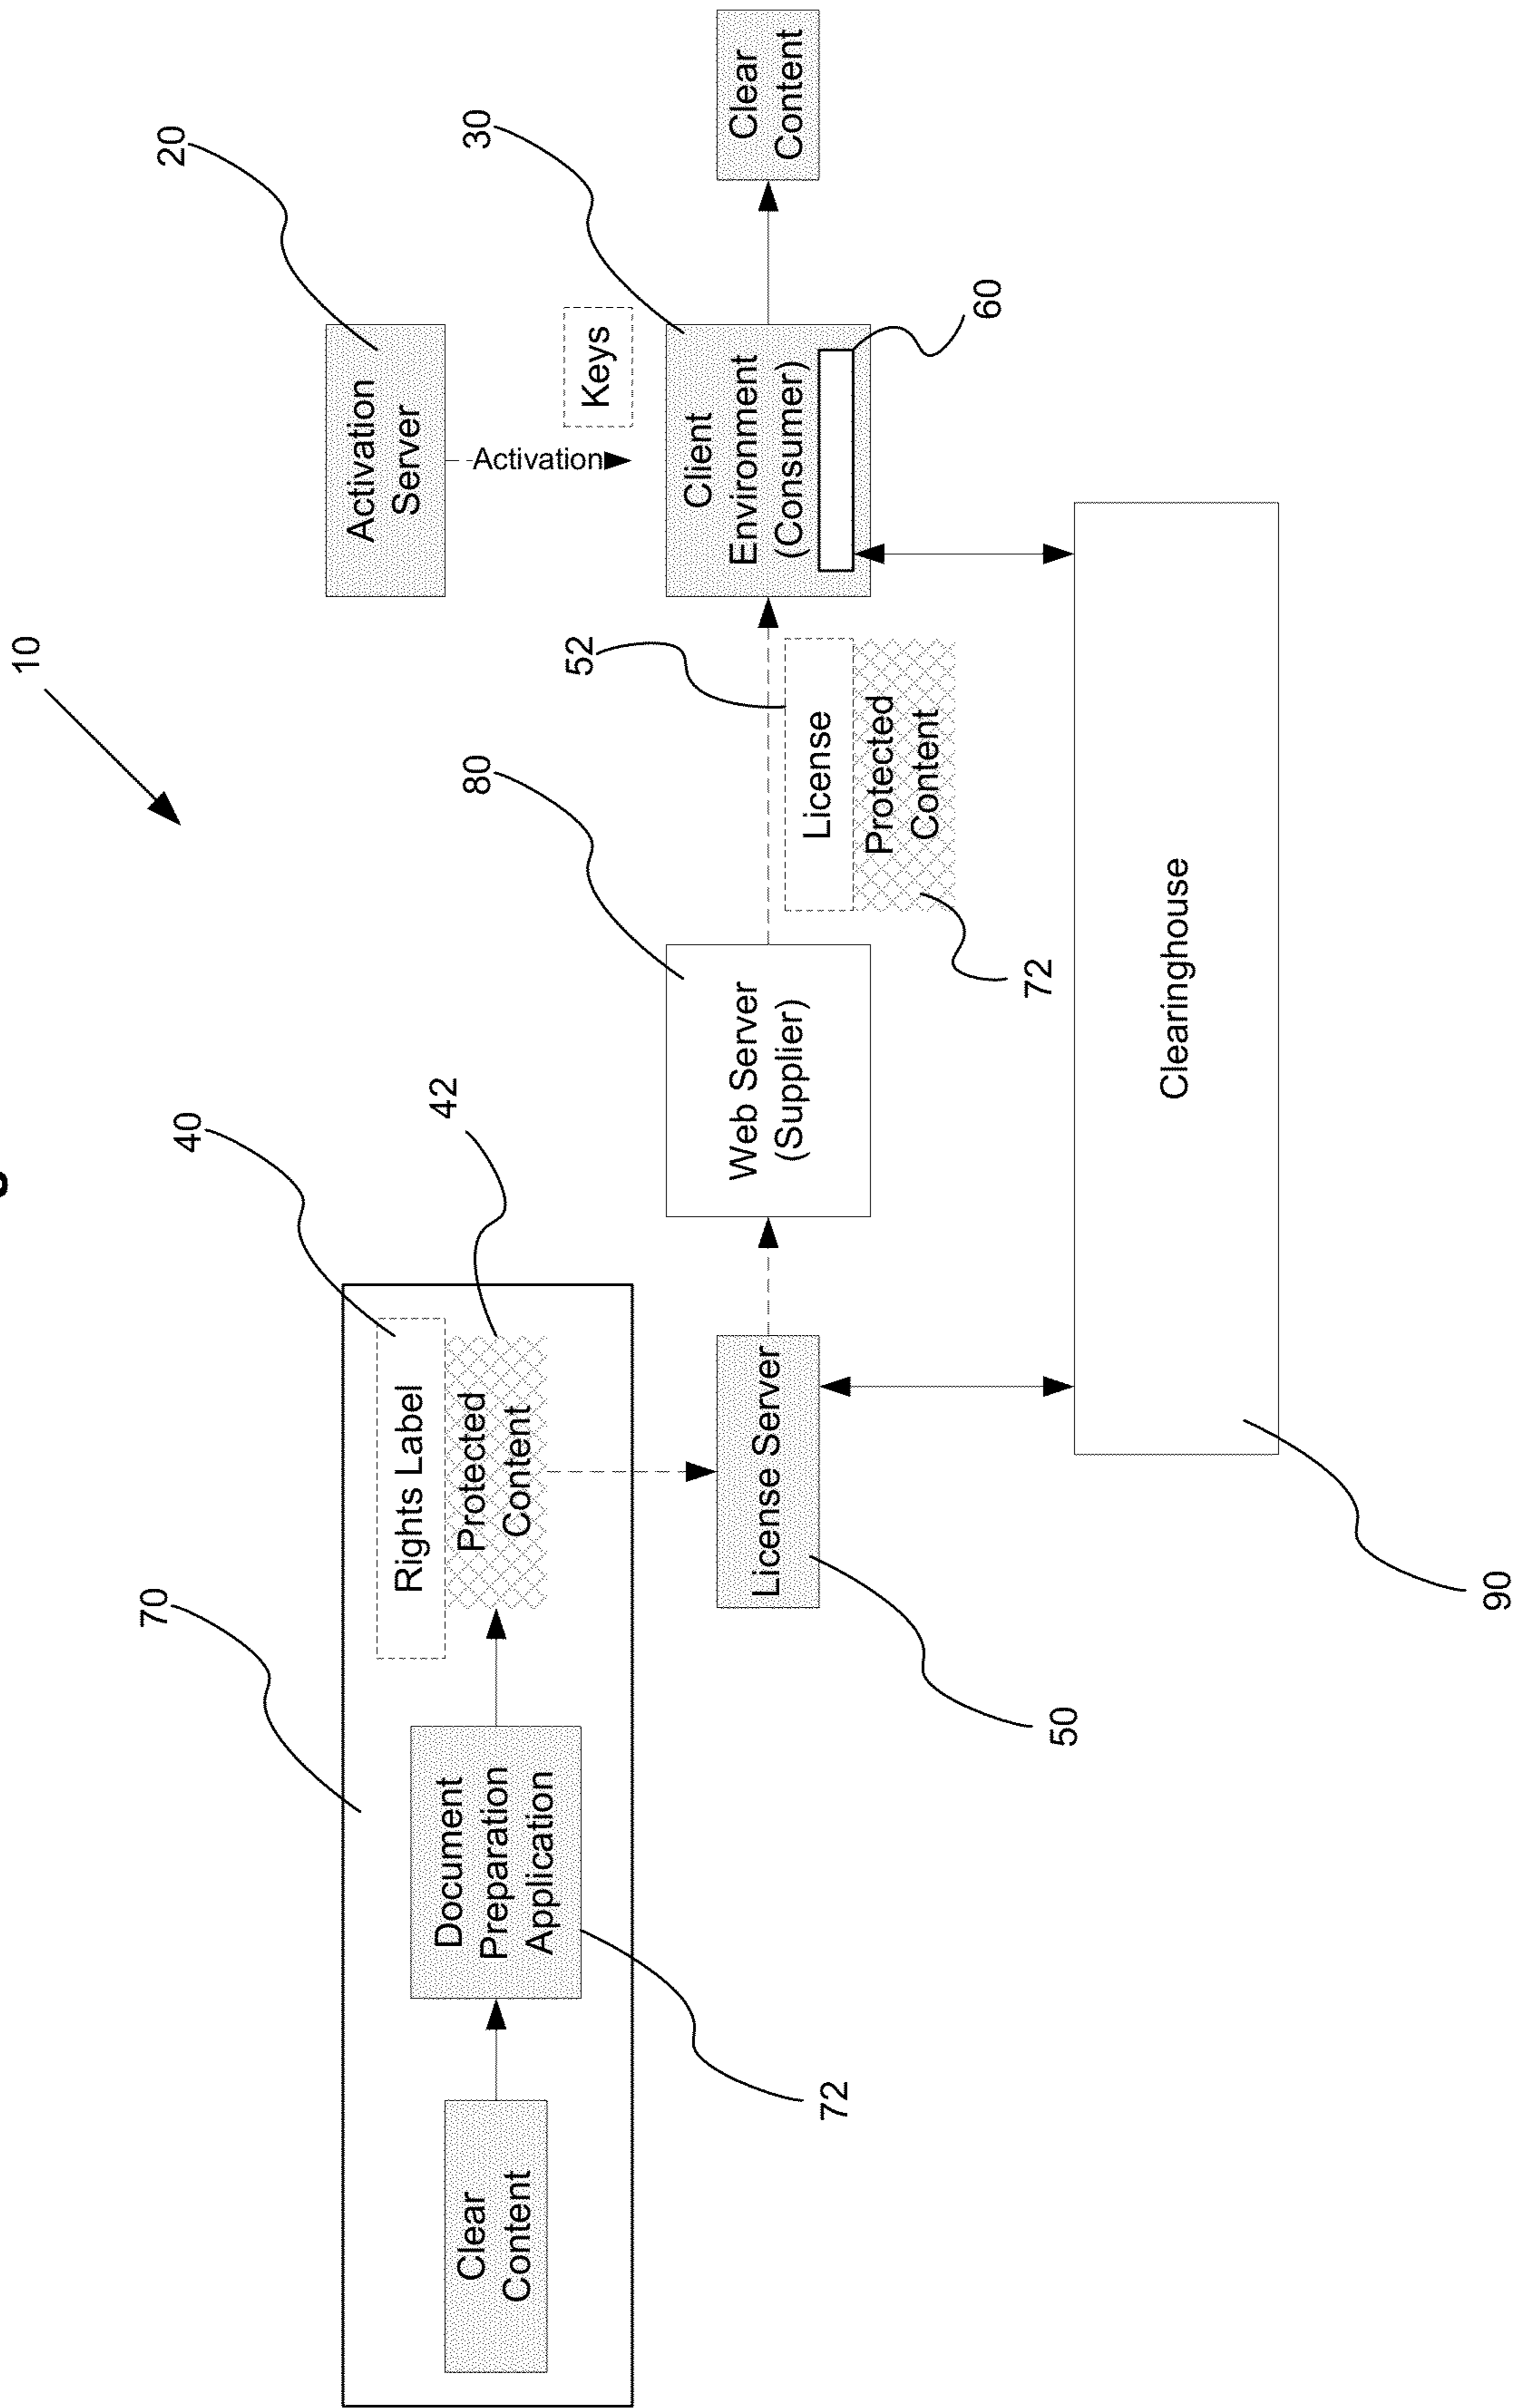 10
70
40
42
20
Clear
Content
Document
Preparation
Application
72
Rights Label
Protected
Content
Activation
Server
Activation
Keys
License Server
50
Web Server
(Supplier)
80
52
License
Protected
Content
72
Client
Environment
(Consumer)
30
60
Clear
Content
Clearinghouse
90